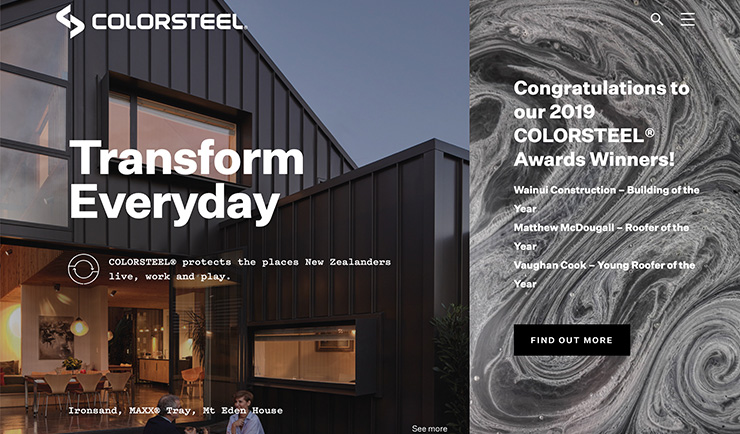 COLORSTEEL®
Transform
Everyday
COLORSTEEL® protects the places New Zealanders
live, work and play.
Ironsand, MAXX® Tray, Mt Eden House
See more
Congratulations to
our 2019
COLORSTEEL®
Awards Winners!
Wainui Construction – Building of the
Year
Matthew McDougall – Roofer of the
Year
Vaughan Cook – Young Roofer of the
Year
FIND OUT MORE